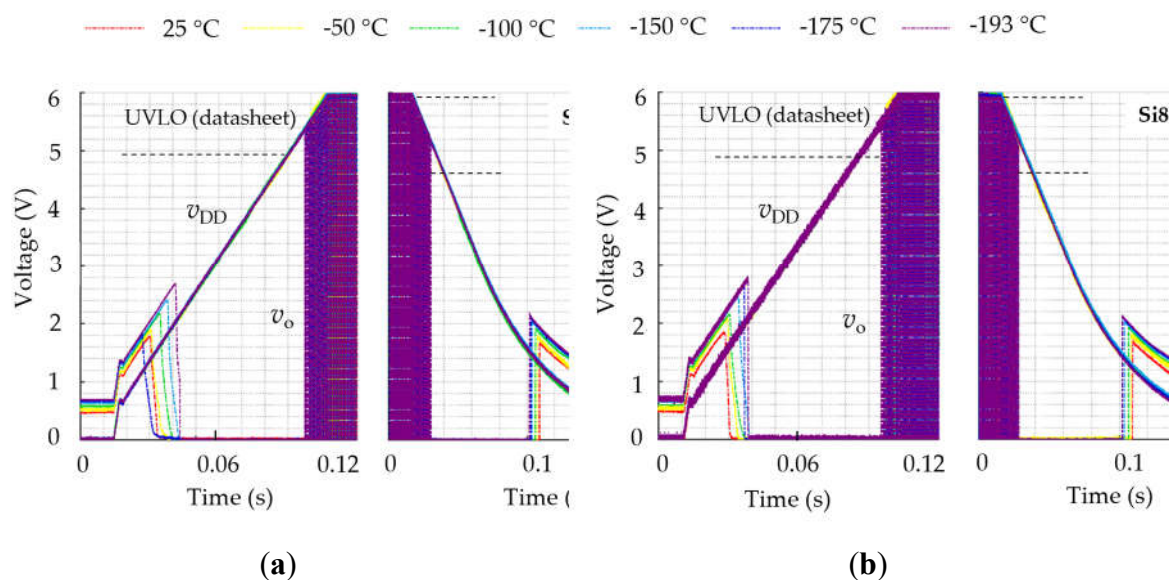 25 °C -50 °C -100 °C -150 °C -175 °C -193 °C
6
5
4
3
2
1
0
Voltage (V)
UVLO (datasheet)
vDD
vo
0 0.06 0.12
Time (s)
S
0 0.1
Time (
(a)
6
5
4
3
2
1
0
Voltage (V)
UVLO (datasheet)
vDD
vo
0 0.06 0.12
Time (s)
Si8
0 0.1
Time (s)
(b)